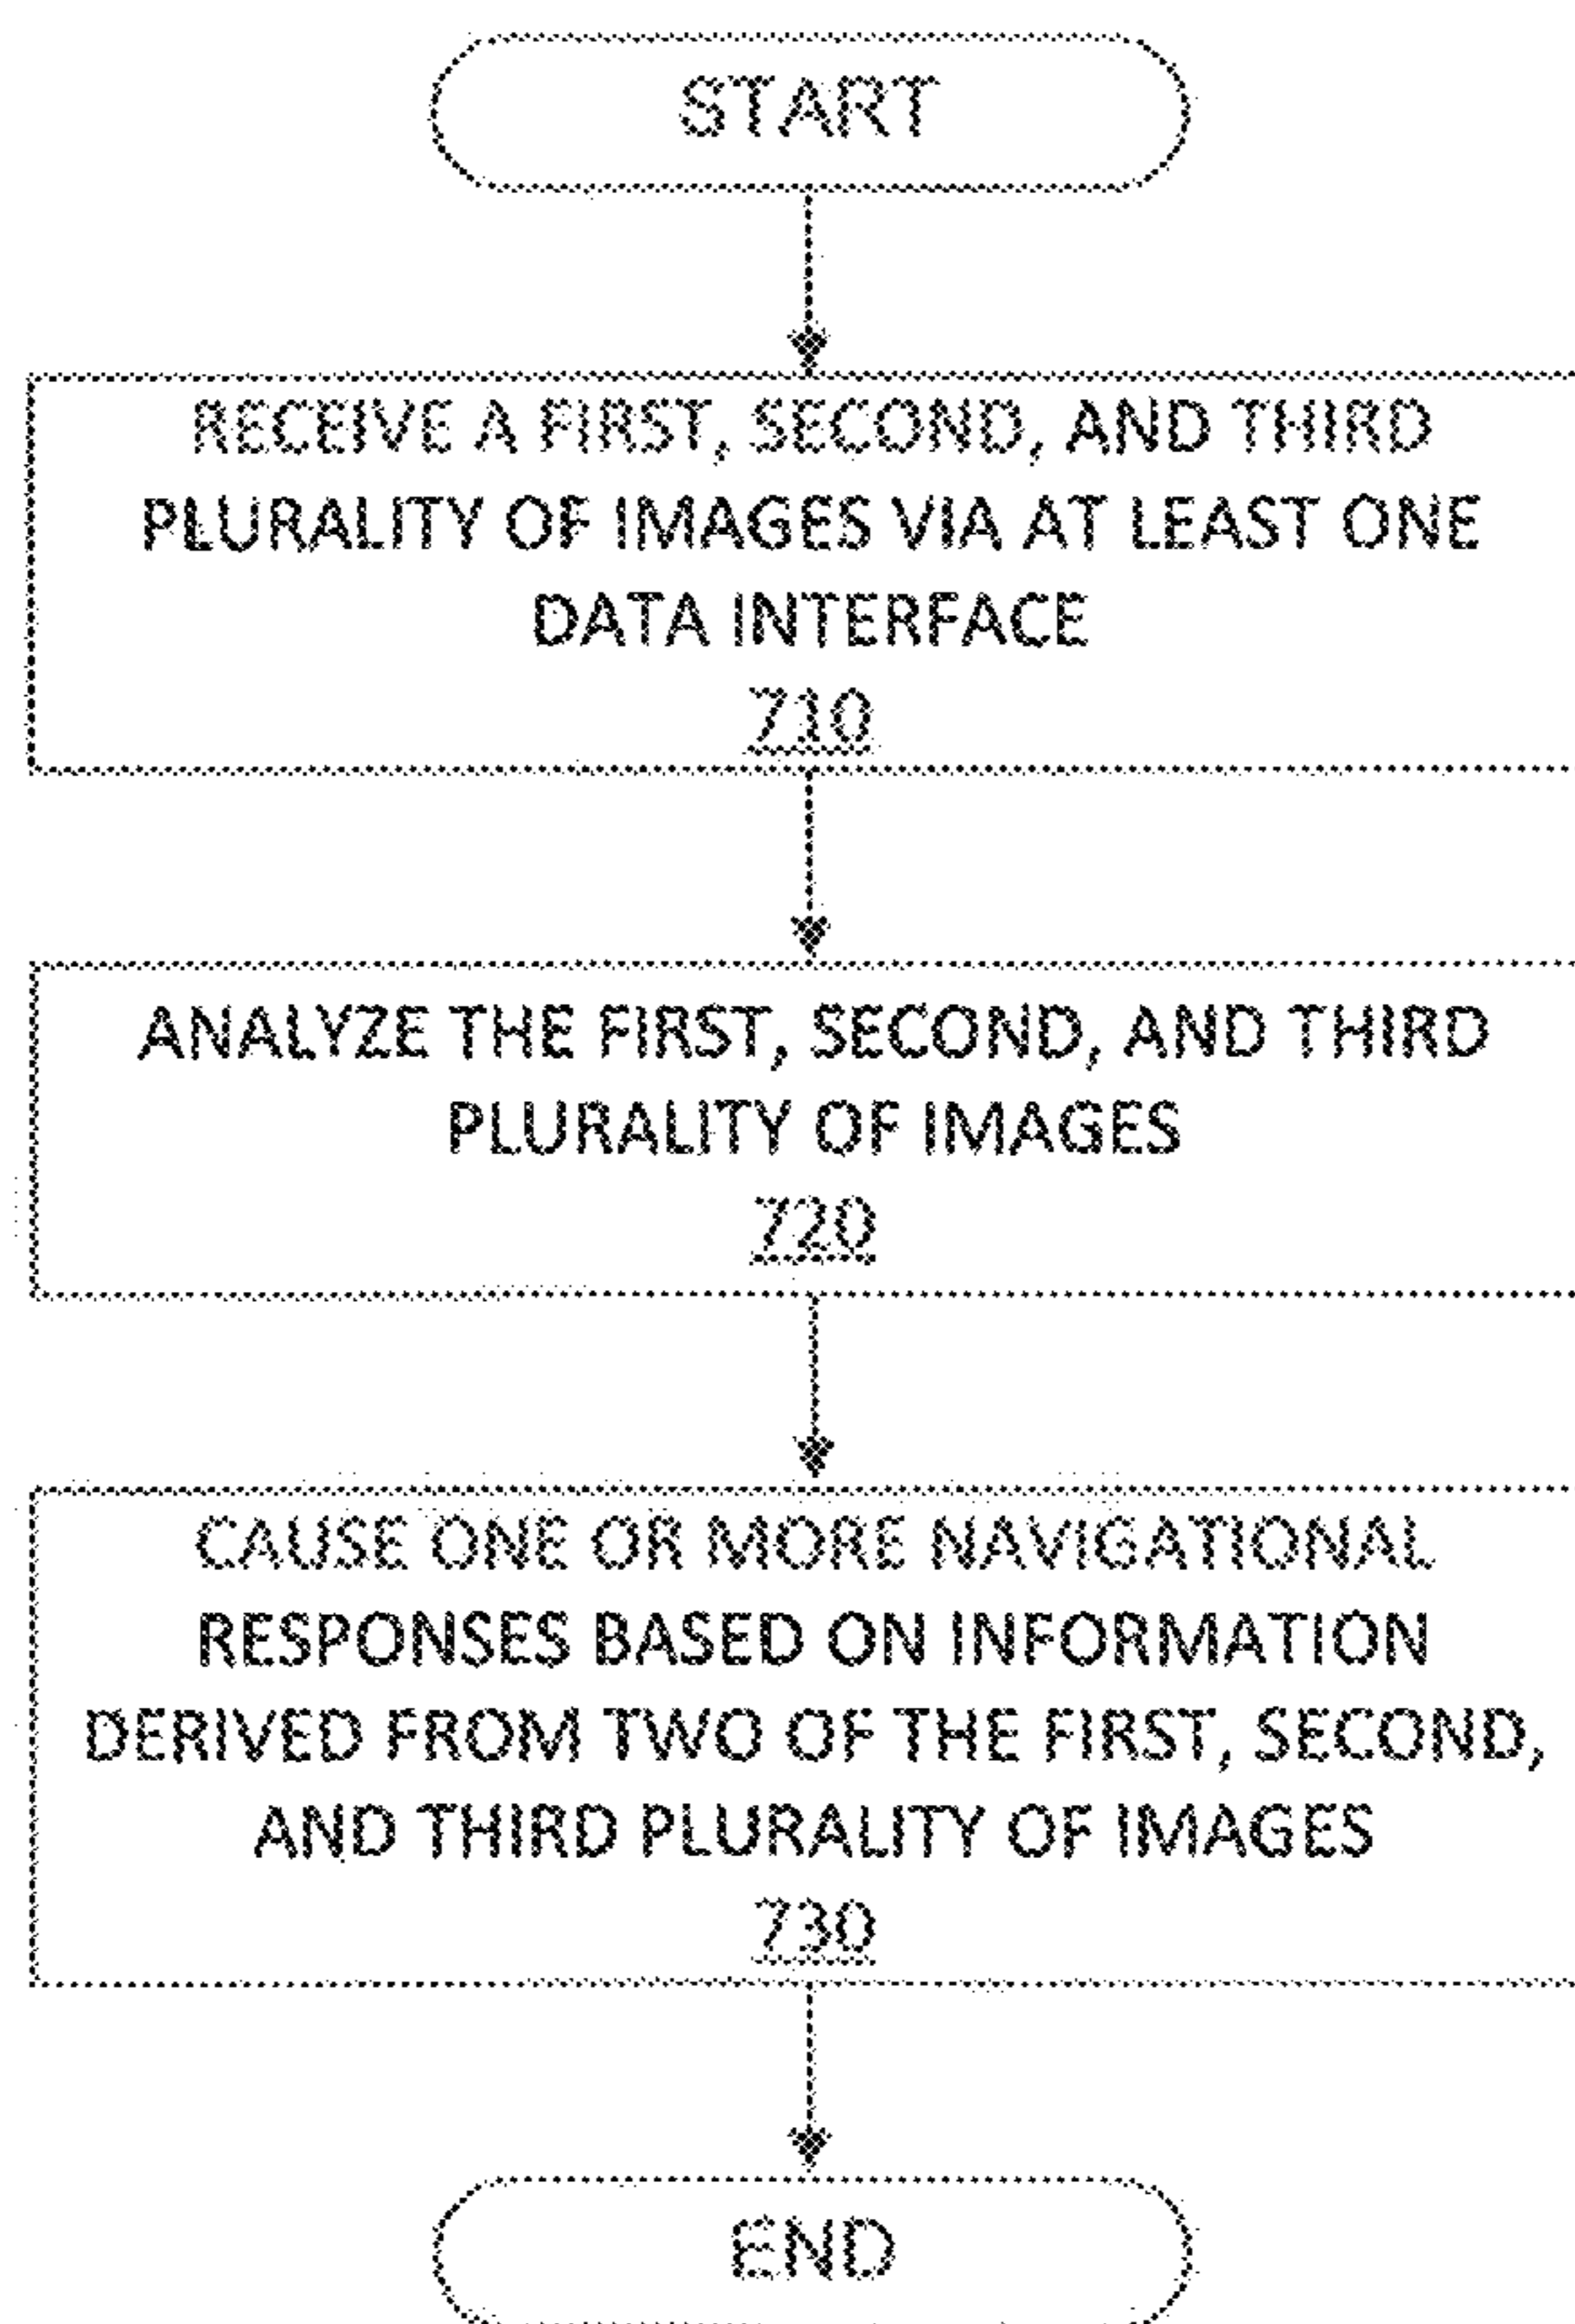 START
RECEIVE A FIRST, SECOND, AND THIRD
PLURALITY OF IMAGES VIA AT LEAST ONE
DATA INTERFACE
710
ANALYZE THE FIRST, SECOND, AND THIRD
PLURALITY OF IMAGES
720
CAUSE ONE OR MORE NAVIGATIONAL
RESPONSES BASED ON INFORMATION
DERIVED FROM TWO OF THE FIRST, SECOND,
AND THIRD PLURALITY OF IMAGES
730
END